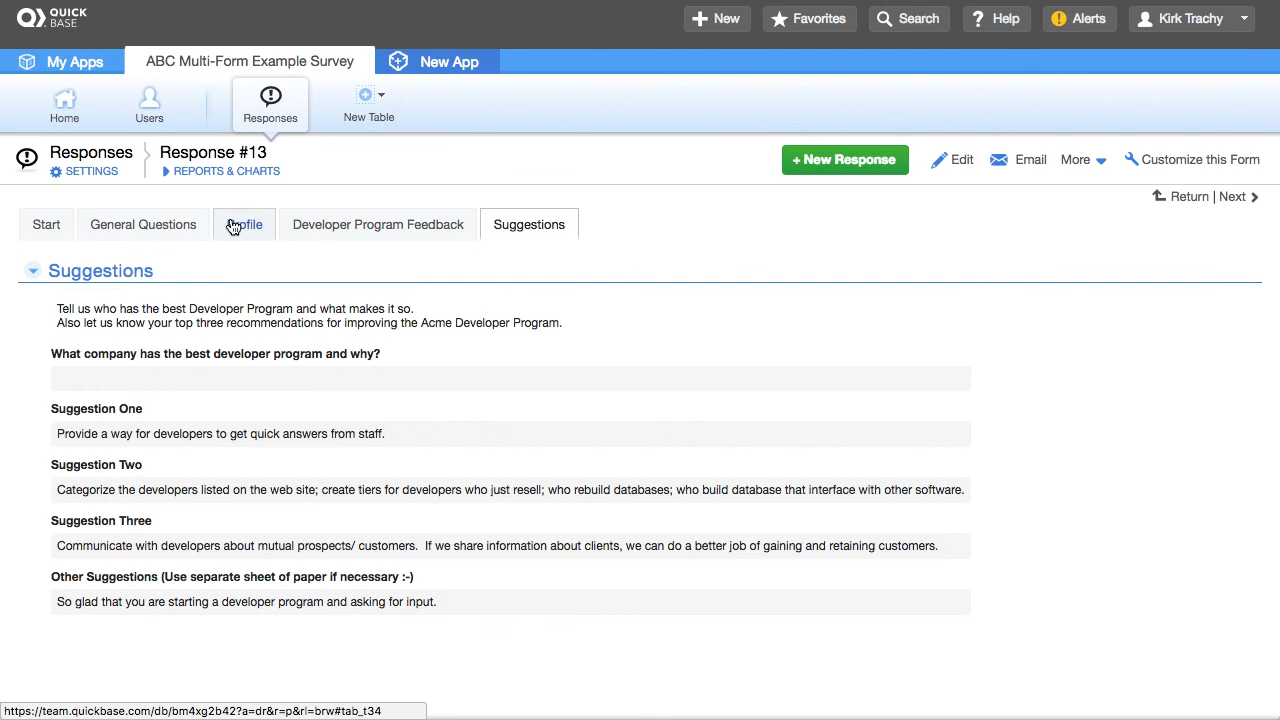 QUICK BASE
New
Favorites
Search
Help
Alerts
Kirk Trachy
My Apps
ABC Multi-Form Example Survey
New App
Home
Users
Responses
New Table
Responses
Response #13
SETTINGS
REPORTS & CHARTS
+ New Response
Edit
Email
More
Customize this Form
Return | Next
Start
General Questions
Profile
Developer Program Feedback
Suggestions
Suggestions
Tell us who has the best Developer Program and what makes it so.
Also let us know your top three recommendations for improving the Acme Developer Program.
What company has the best developer program and why?
Suggestion One
Provide a way for developers to get quick answers from staff.
Suggestion Two
Categorize the developers listed on the web site; create tiers for developers who just resell; who rebuild databases; who build database that interface with other software.
Suggestion Three
Communicate with developers about mutual prospects/ customers.  If we share information about clients, we can do a better job of gaining and retaining customers.
Other Suggestions (Use separate sheet of paper if necessary :-)
So glad that you are starting a developer program and asking for input.
https://team.quickbase.com/db/bm4xg2b42?a=dr&r=p&rl=brw#tab_t34